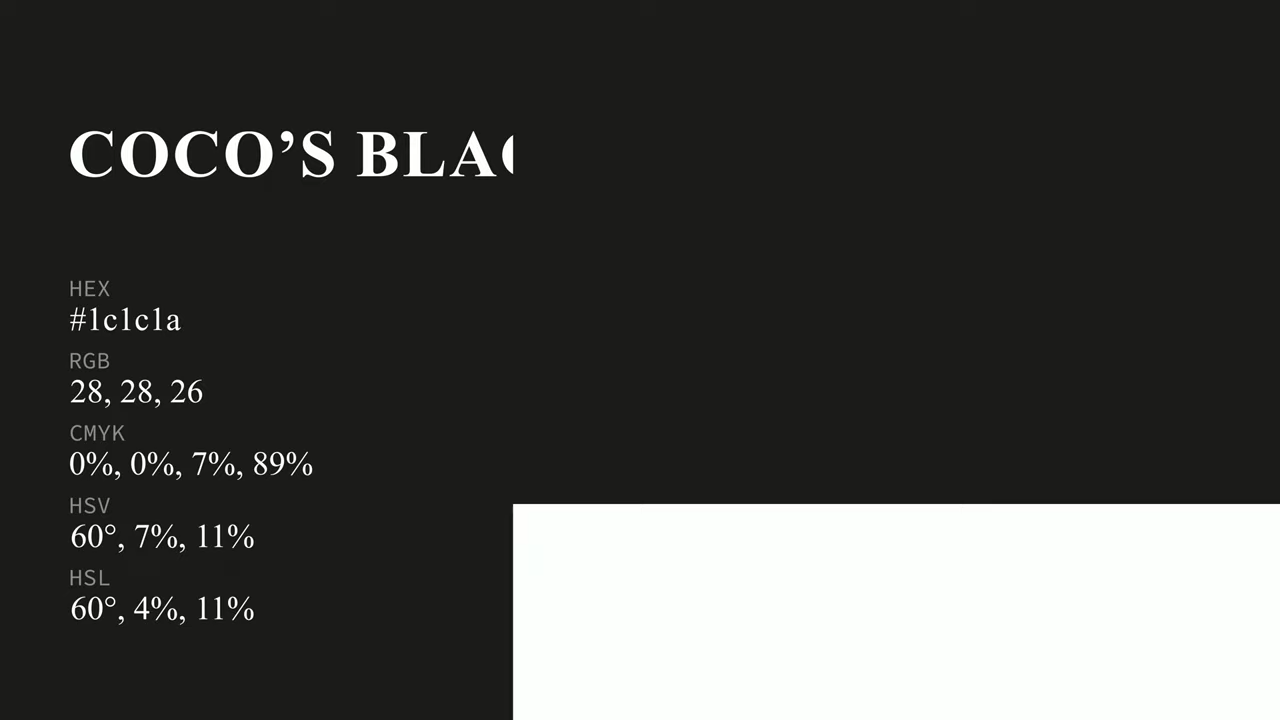 COCO’S BLAC
HEX
#1c1c1a
RGB
28, 28, 26
CMYK
0%, 0%, 7%, 89%
HSV
60°, 7%, 11%
HSL
60°, 4%, 11%